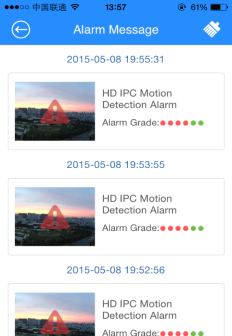 中国联通
13:57
61%
Alarm Message
2015-05-08 19:55:31
HD IPC Motion
Detection Alarm
Alarm Grade:
2015-05-08 19:53:55
HD IPC Motion
Detection Alarm
Alarm Grade:
2015-05-08 19:52:56
HD IPC Motion
Detection Alarm
Alarm Grade: